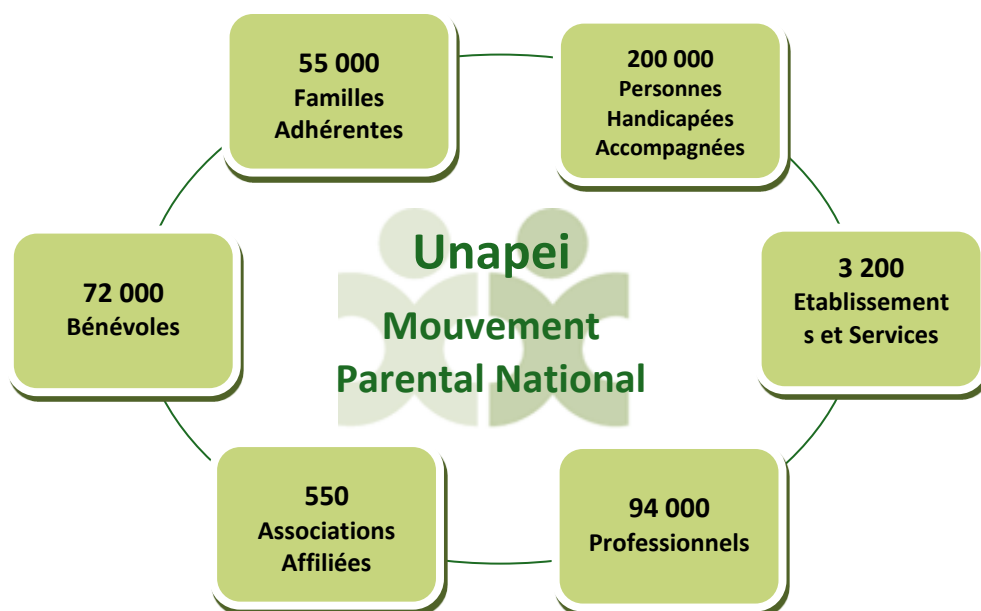 55 000
Familles
Adhérentes
200 000
Personnes
Handicapées
Accompagnées
72 000
Bénévoles
Unapei
Mouvement
Parental National
3 200
Etablissement
s et Services
550
Associations
Affiliées
94 000
Professionnels